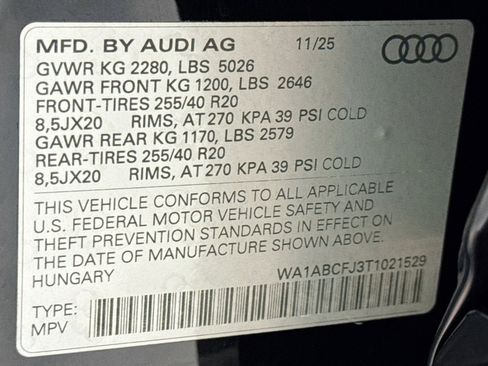 MFD. BY AUDI AG 11/25
GVWR KG 2280, LBS 5026
GAWR FRONT KG 1200, LBS 2646
FRONT-TIRES 255/40 R20
8,5JX20 RIMS, AT 270 KPA 39 PSI COLD
GAWR REAR KG 1170, LBS 2579
REAR-TIRES 255/40 R20
8,5JX20 RIMS, AT 270 KPA 39 PSI COLD
THIS VEHICLE CONFORMS TO ALL APPLICABLE
U.S. FEDERAL MOTOR VEHICLE SAFETY AND
THEFT PREVENTION STANDARDS IN EFFECT ON
THE DATE OF MANUFACTURE SHOWN ABOVE.
HUNGARY WA1ABCFJ3T1021529
TYPE:
MPV